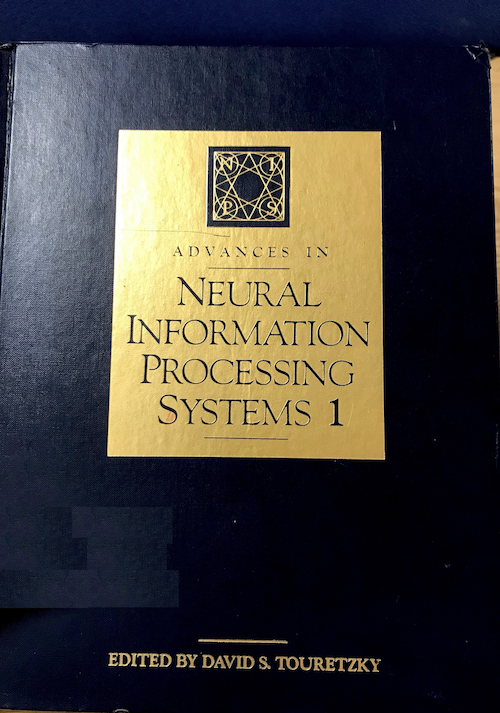 N I
P S
ADVANCES IN
NEURAL
INFORMATION
PROCESSING
SYSTEMS 1
EDITED BY DAVID S. TOURETZKY